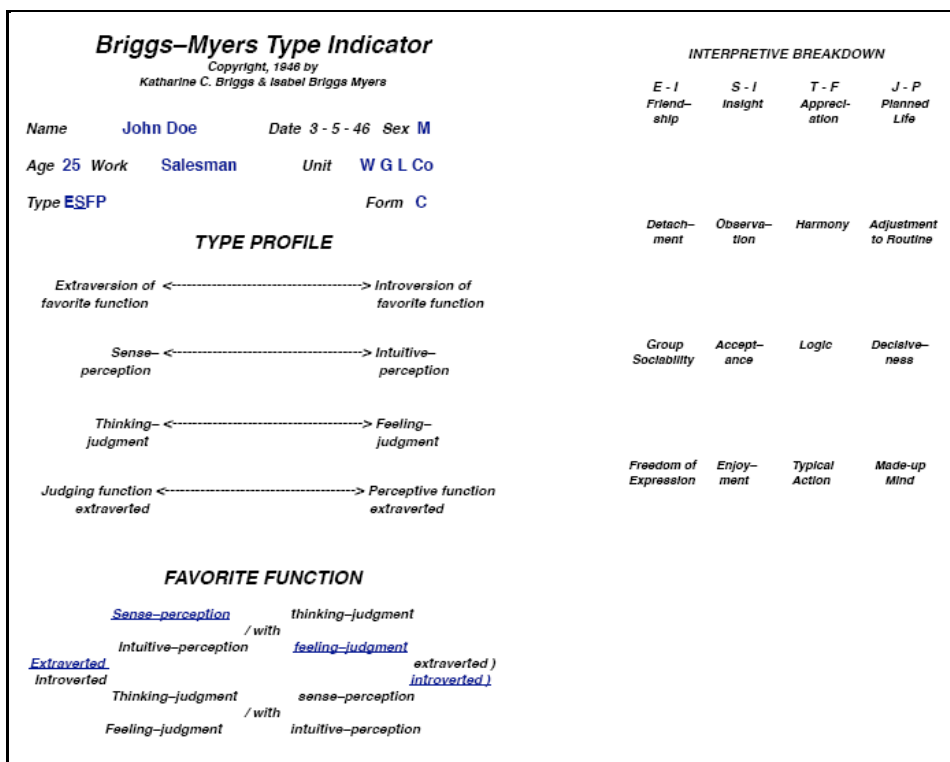 Briggs–Myers Type Indicator
Copyright, 1946 by
Katharine C. Briggs & Isabel Briggs Myers
Name John Doe Date 3 - 5 - 46 Sex M
Age 25 Work Salesman Unit W G L Co
Type ESFP Form C
TYPE PROFILE
Extraversion of <--------------------------------------> Introversion of
favorite function favorite function
Sense– <--------------------------------------> Intuitive–
perception perception
Thinking– <--------------------------------------> Feeling–
judgment judgment
Judging function <--------------------------------------> Perceptive function
extraverted extraverted
FAVORITE FUNCTION
Sense–perception thinking–judgment
/ with
Intuitive–perception feeling–judgment
Extraverted extraverted )
Introverted introverted )
Thinking–judgment sense–perception
/ with
Feeling–judgment intuitive–perception
INTERPRETIVE BREAKDOWN
E - I S - I T - F J - P
Friend– Insight Appreci- Planned
ship ation Life
Detach– Observa– Harmony Adjustment
ment tion to Routine
Group Accept– Logic Decisive–
Sociability ance ness
Freedom of Enjoy– Typical Made-up
Expression ment Action Mind